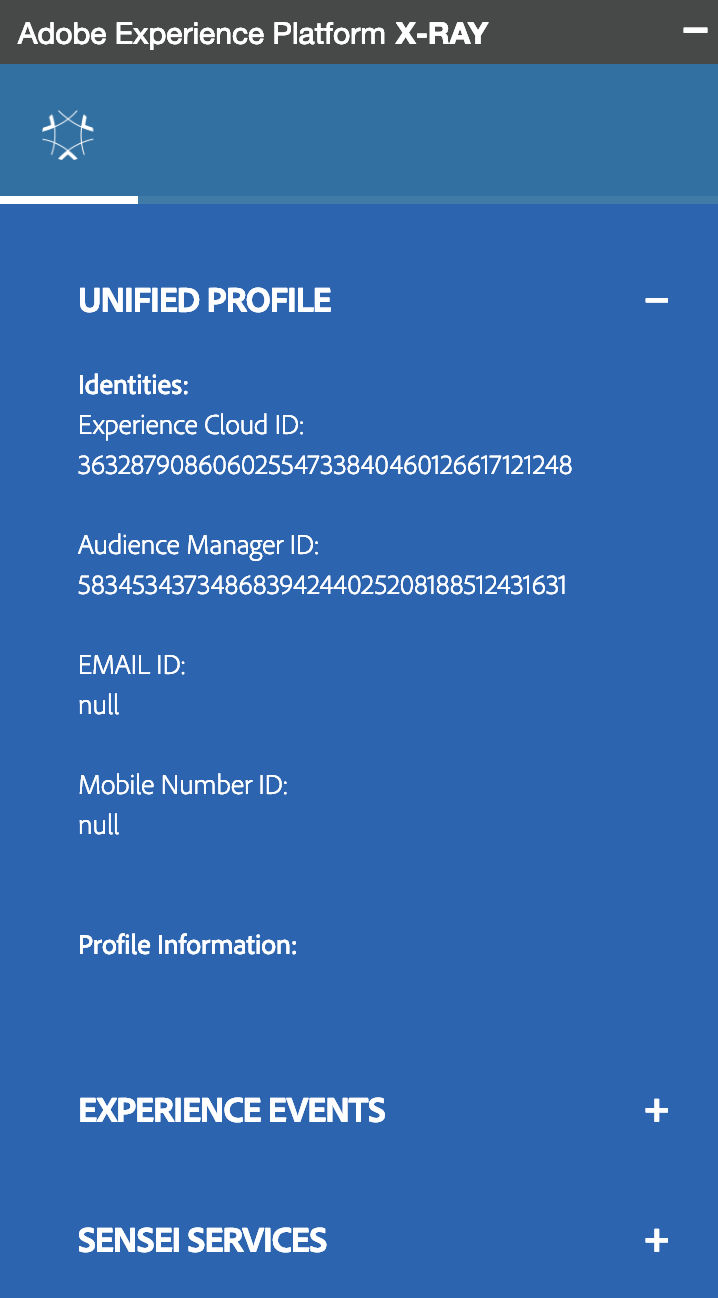 Adobe Experience Platform X-RAY
UNIFIED PROFILE
Identities:
Experience Cloud ID:
36328790860602554733840460126617121248
Audience Manager ID:
58345343734868394244025208188512431631
EMAIL ID:
null
Mobile Number ID:
null
Profile Information:
EXPERIENCE EVENTS
SENSEI SERVICES